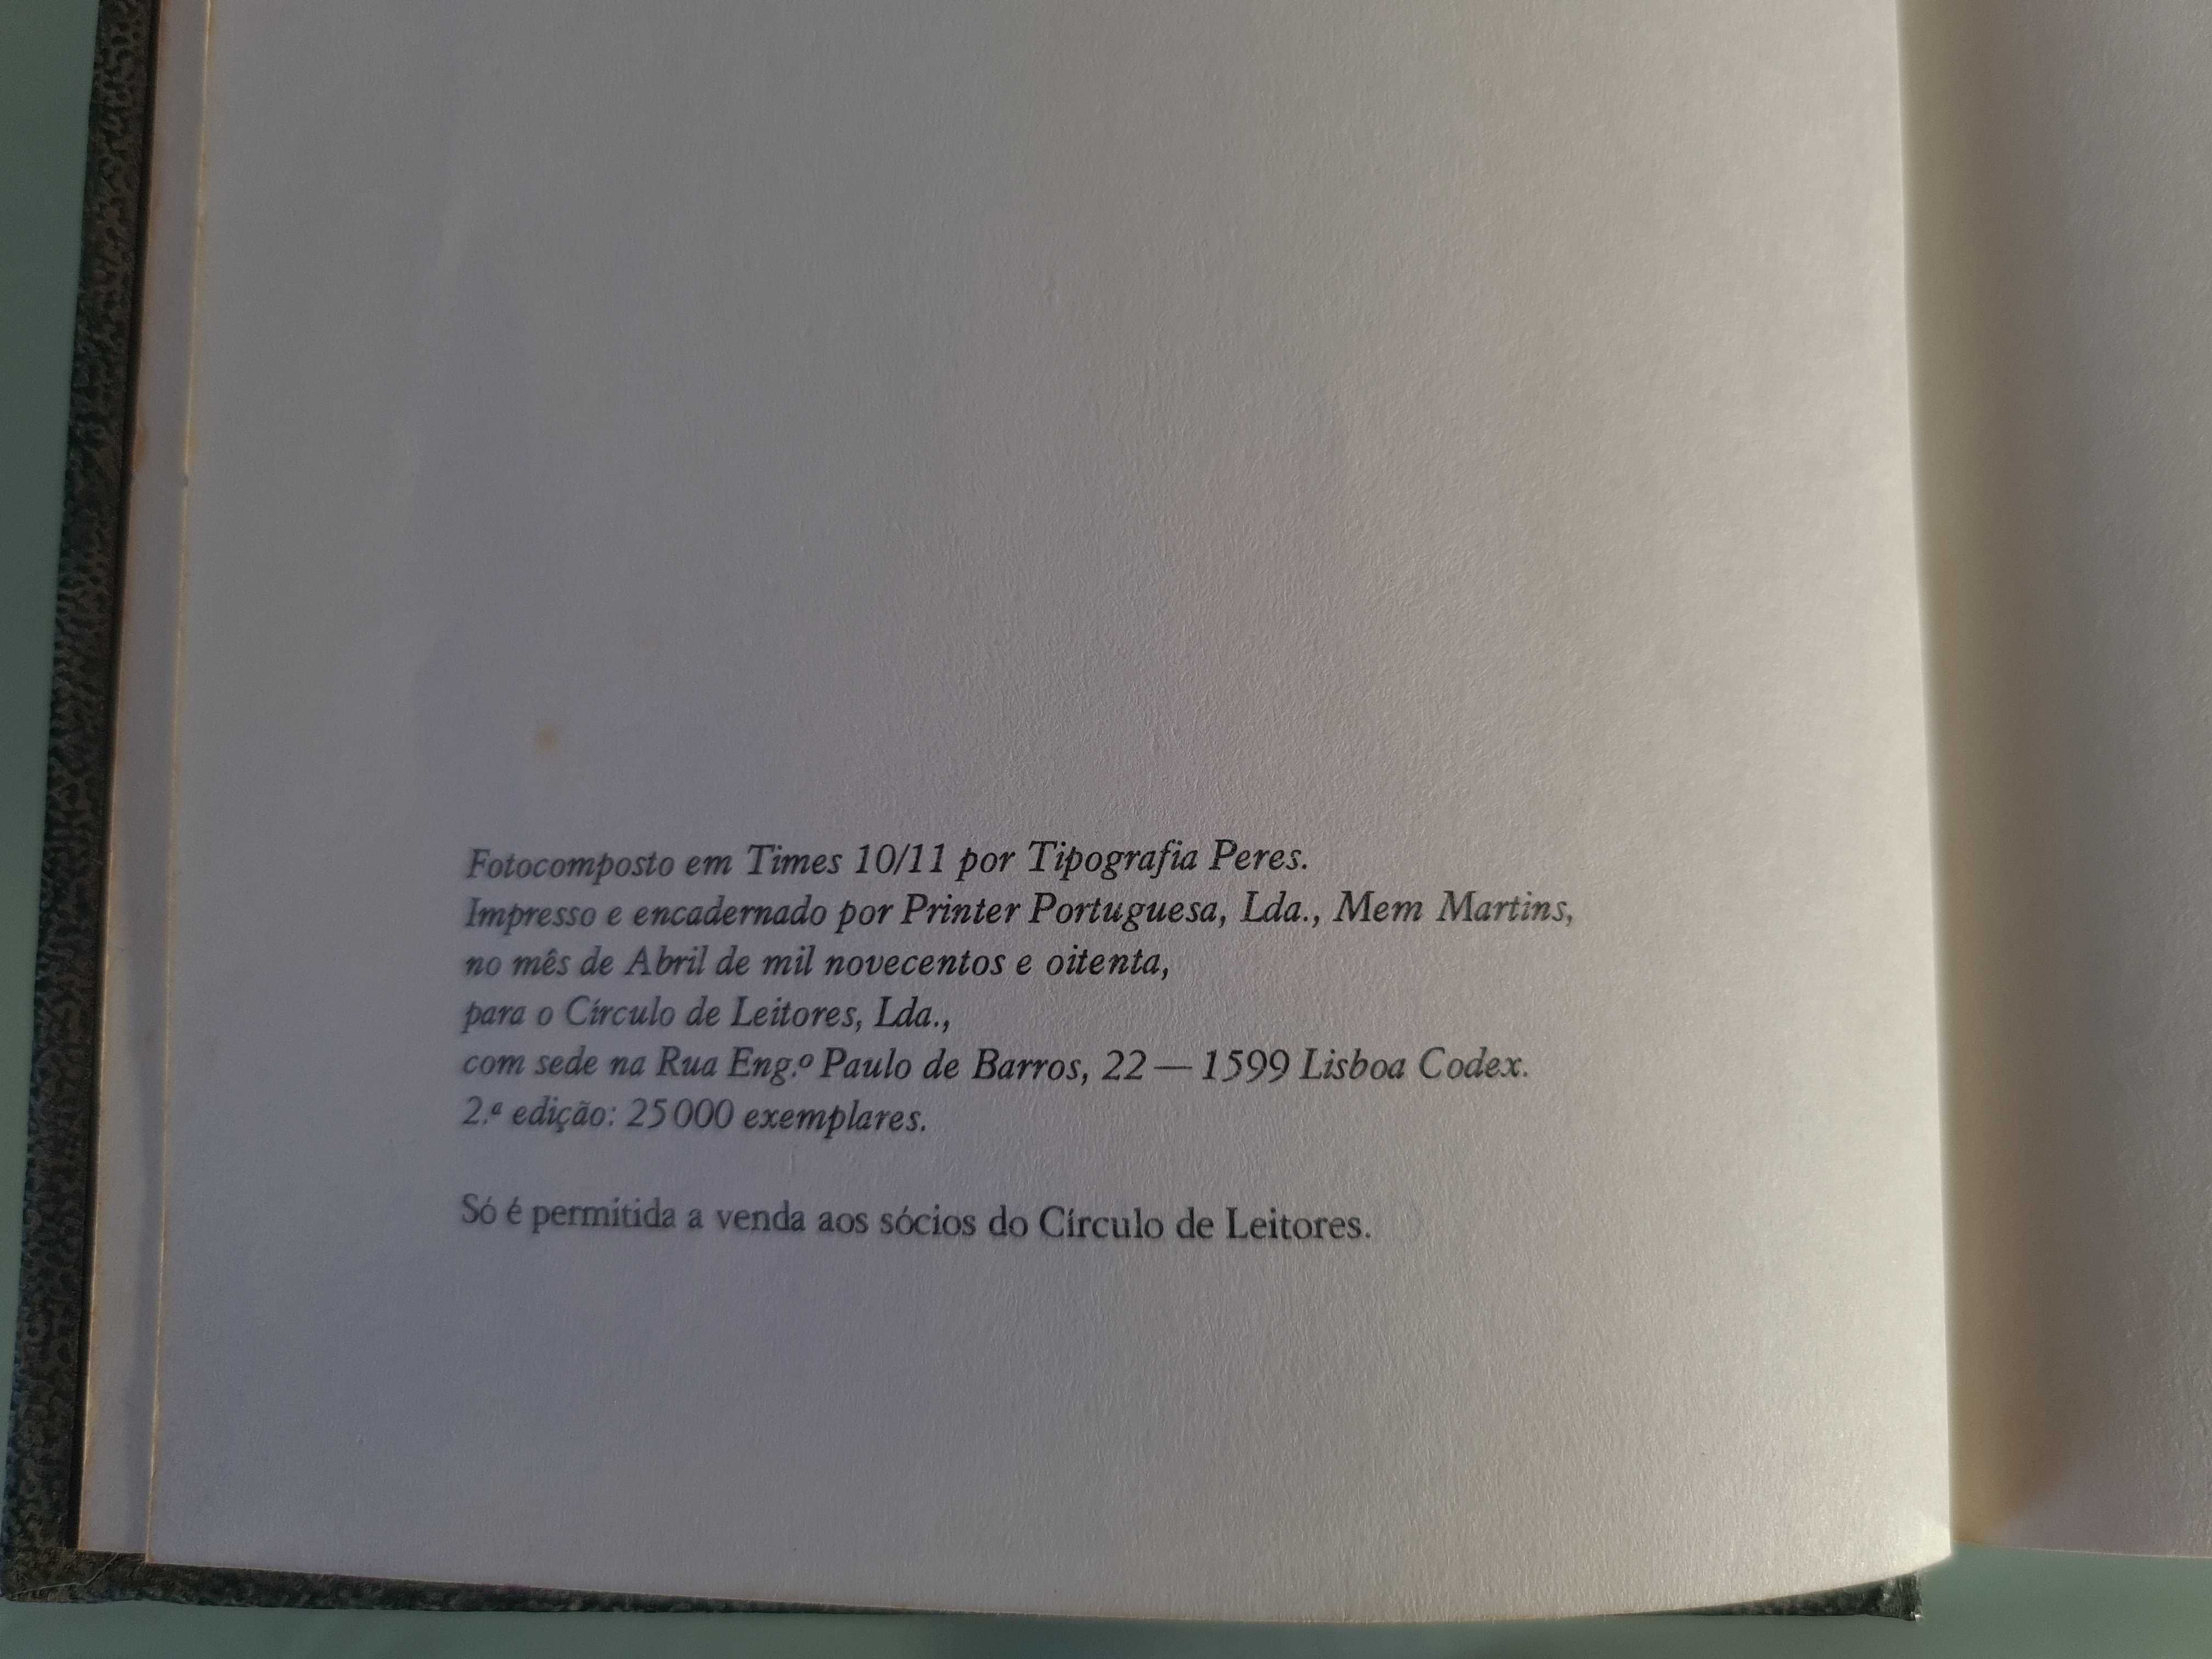 Fotocomposto em Times 10/11 por Tipografia Peres.
Impresso e encadernado por Printer Portuguesa, Lda., Mem Martins,
no mês de Abril de mil novecentos e oitenta,
para o Círculo de Leitores, Lda.,
com sede na Rua Eng.º Paulo de Barros, 22 — 1599 Lisboa Codex.
2.ª edição: 25 000 exemplares.
Só é permitida a venda aos sócios do Círculo de Leitores.